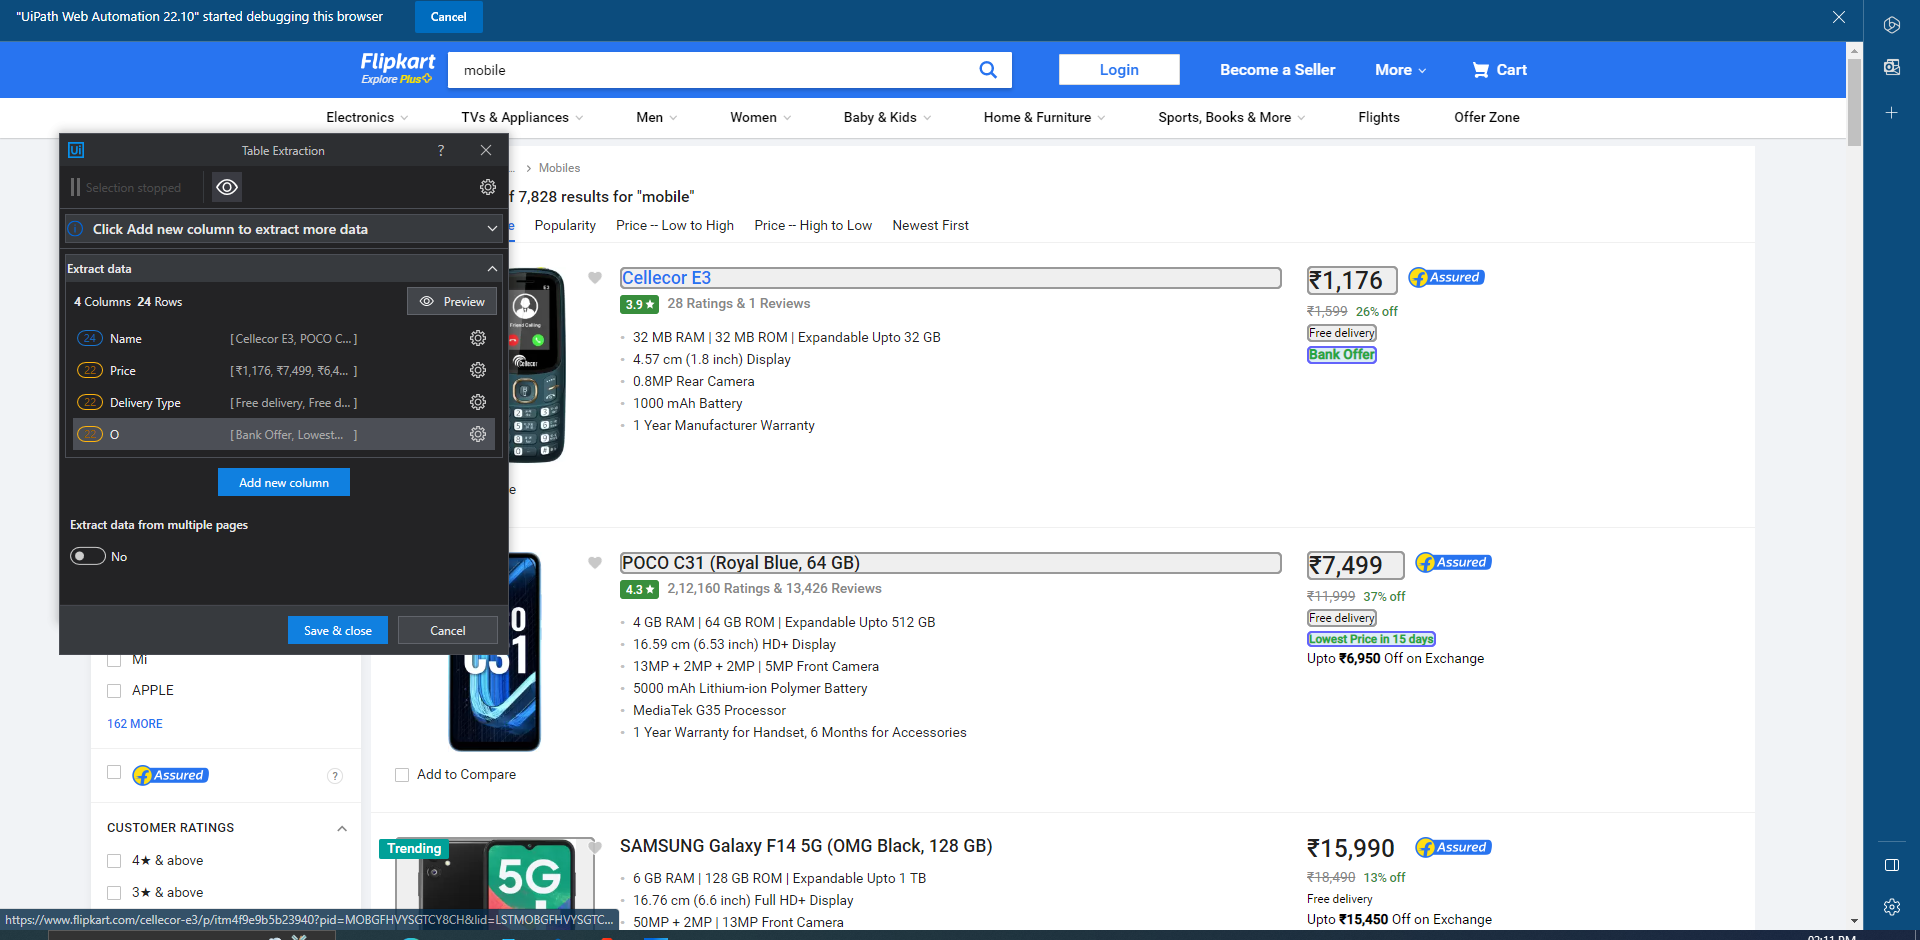 "UiPath Web Automation 22.10" started debugging this browser
Cancel
Flipkart
Explore Plus
mobile
Login
Become a Seller
More
Cart
Electronics
TVs & Appliances
Men
Women
Baby & Kids
Home & Furniture
Sports, Books & More
Flights
Offer Zone
Ui
Table Extraction
?
Selection stopped
Click Add new column to extract more data
Extract data
4 Columns 24 Rows
Preview
24 Name [Cellecor E3, POCO C... ]
22 Price [₹1,176, ₹7,499, ₹6,4... ]
22 Delivery Type [Free delivery, Free d... ]
22 O [Bank Offer, Lowest... ]
Add new column
Extract data from multiple pages
No
Save & close
Cancel
... > Mobiles
f 7,828 results for "mobile"
e
Popularity
Price -- Low to High
Price -- High to Low
Newest First
E3
Friend Calling
Cellecor
Cellecor E3
3.9★ 28 Ratings & 1 Reviews
32 MB RAM | 32 MB ROM | Expandable Upto 32 GB
4.57 cm (1.8 inch) Display
0.8MP Rear Camera
1000 mAh Battery
1 Year Manufacturer Warranty
₹1,176
Assured
₹1,599 26% off
Free delivery
Bank Offer
e
POCO C31 (Royal Blue, 64 GB)
4.3★ 2,12,160 Ratings & 13,426 Reviews
4 GB RAM | 64 GB ROM | Expandable Upto 512 GB
16.59 cm (6.53 inch) HD+ Display
13MP + 2MP + 2MP | 5MP Front Camera
5000 mAh Lithium-ion Polymer Battery
MediaTek G35 Processor
1 Year Warranty for Handset, 6 Months for Accessories
₹7,499
Assured
₹11,999 37% off
Free delivery
Lowest Price in 15 days
Upto ₹6,950 Off on Exchange
C31
Add to Compare
Mi
APPLE
162 MORE
Assured
?
CUSTOMER RATINGS
4★ & above
3★ & above
Trending
5G
SAMSUNG Galaxy F14 5G (OMG Black, 128 GB)
6 GB RAM | 128 GB ROM | Expandable Upto 1 TB
16.76 cm (6.6 inch) Full HD+ Display
50MP + 2MP | 13MP Front Camera
₹15,990
Assured
₹18,490 13% off
Free delivery
Upto ₹15,450 Off on Exchange
https://www.flipkart.com/cellecor-e3/p/itm4f9e9b5b23940?pid=MOBGFHVYSGTCY8CH&lid=LSTMOBGFHVYSGTC...
02:11 PM